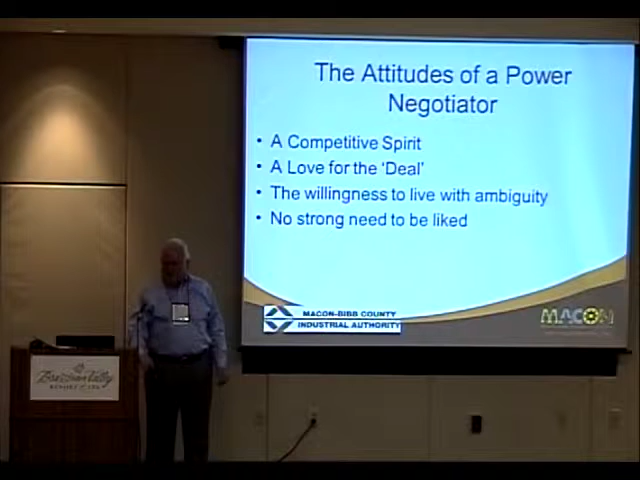 The Attitudes of a Power
Negotiator
• A Competitive Spirit
• A Love for the 'Deal'
• The willingness to live with ambiguity
• No strong need to be liked
MACON-BIBB COUNTY
INDUSTRIAL AUTHORITY
MACON